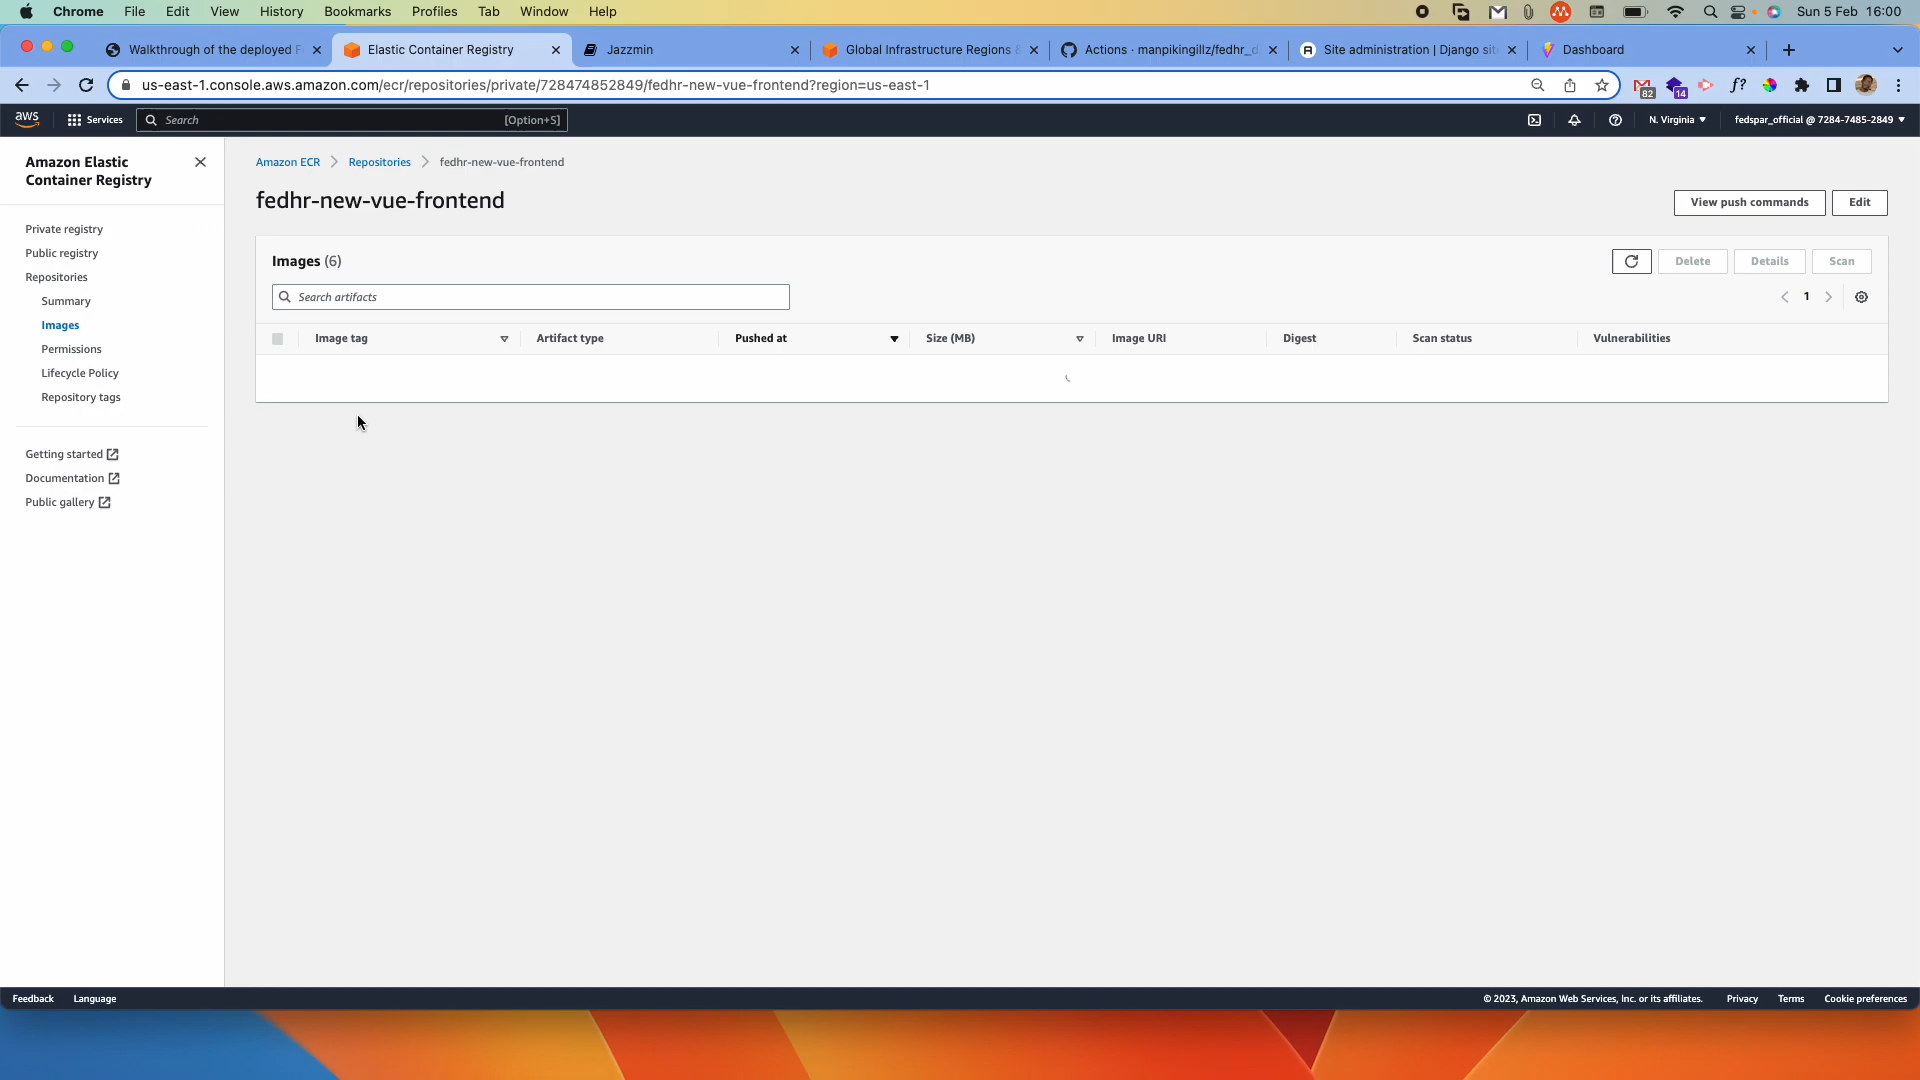 Chrome File Edit View History Bookmarks Profiles Tab Window Help Sun 5 Feb 16:00
Walkthrough of the deployed F Elastic Container Registry Jazzmin Global Infrastructure Regions & Actions · manpikingillz/fedhr_d Site administration | Django sit Dashboard
us-east-1.console.aws.amazon.com/ecr/repositories/private/728474852849/fedhr-new-vue-frontend?region=us-east-1 82 14 f?
aws Services Search [Option+S] N. Virginia fedspar_official @ 7284-7485-2849
Amazon Elastic
Container Registry
Private registry
Public registry
Repositories
Summary
Images
Permissions
Lifecycle Policy
Repository tags
Getting started
Documentation
Public gallery
Amazon ECR Repositories fedhr-new-vue-frontend
fedhr-new-vue-frontend
View push commands Edit
Images (6)
Delete Details Scan
Search artifacts
1
Image tag Artifact type Pushed at Size (MB) Image URI Digest Scan status Vulnerabilities
Feedback Language © 2023, Amazon Web Services, Inc. or its affiliates. Privacy Terms Cookie preferences